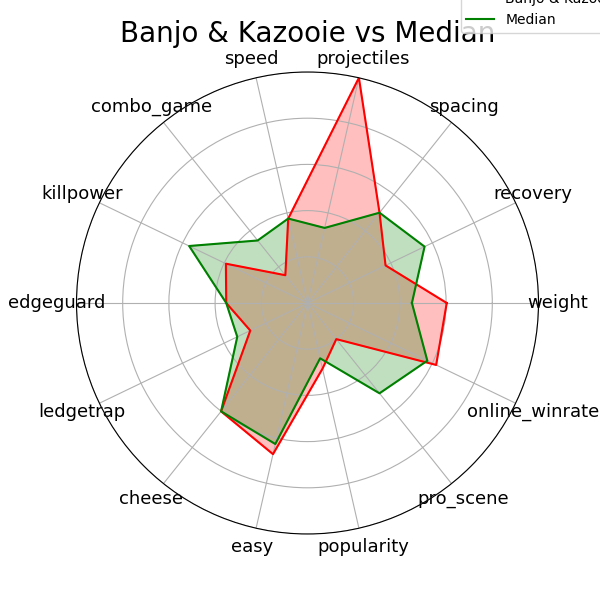 Banjo & Kazooie vs Median
Banjo &
Median
speed
projectiles
combo_game
spacing
killpower
recovery
edgeguard
weight
ledgetrap
online_winrate
cheese
pro_scene
easy
popularity